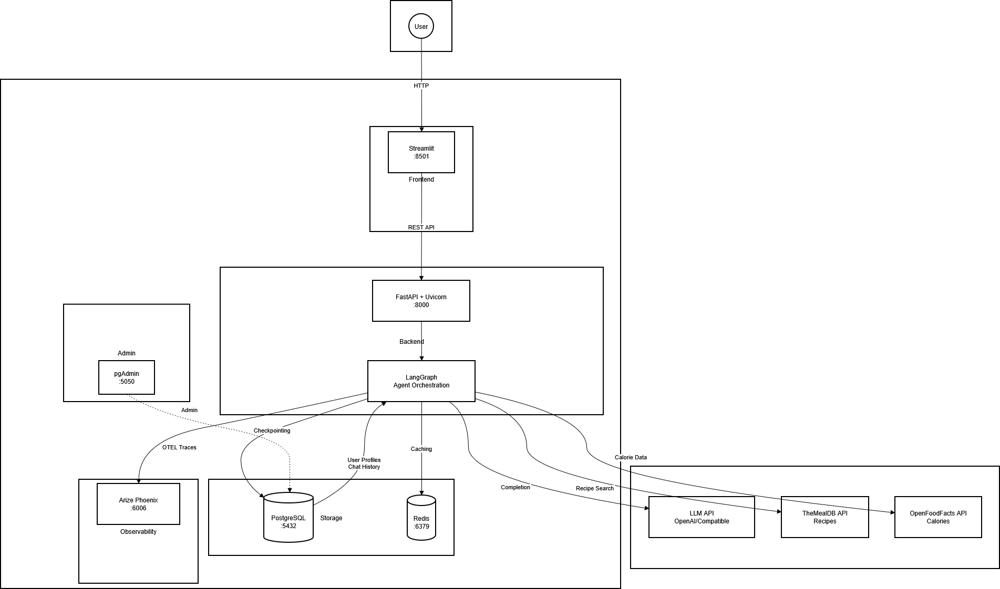 User
HTTP
Streamlit
:8501
Frontend
REST API
FastAPI + Uvicorn
:8000
Backend
Admin
pgAdmin
:5050
LangGraph
Agent Orchestration
Admin
Checkpointing
OTEL Traces
Caching
User Profiles
Chat History
Calorie Data
Completion
Recipe Search
Arize Phoenix
:6006
Observability
PostgreSQL
:5432
Storage
Redis
:6379
LLM API
OpenAI/Compatible
TheMealDB API
Recipes
OpenFoodFacts API
Calories